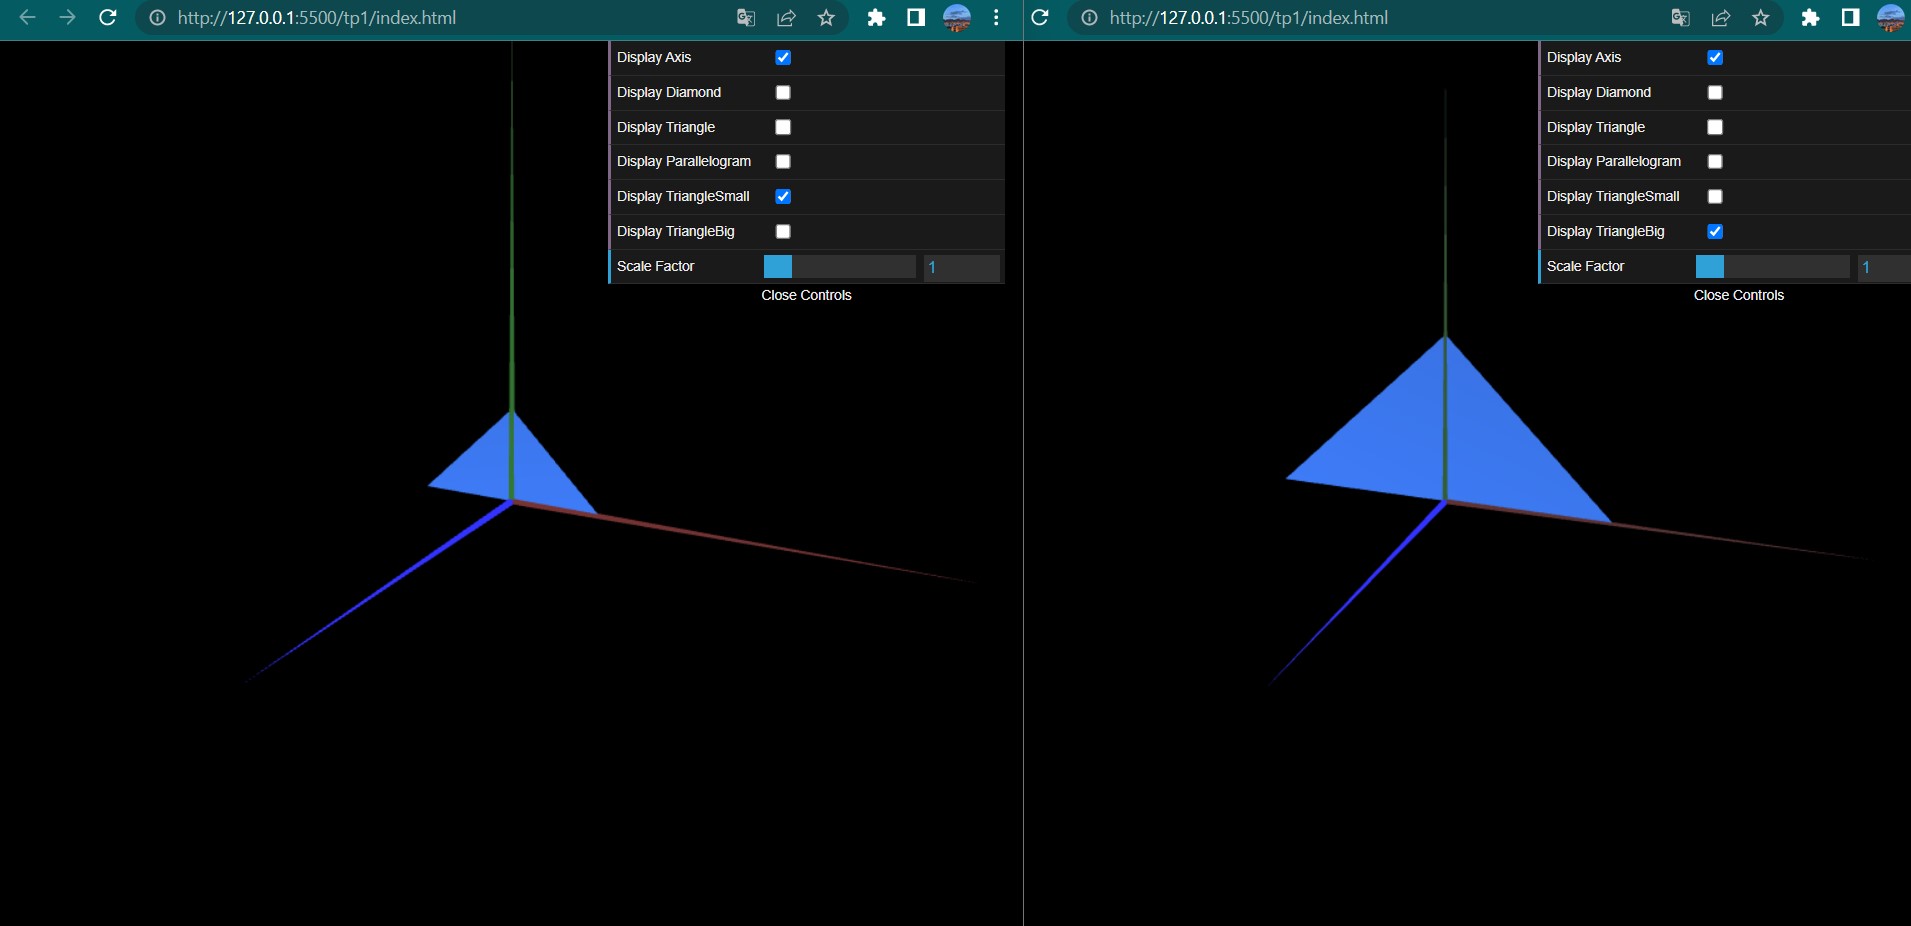 http://127.0.0.1:5500/tp1/index.html
Display Axis
Display Diamond
Display Triangle
Display Parallelogram
Display TriangleSmall
Display TriangleBig
Scale Factor 1
Close Controls
http://127.0.0.1:5500/tp1/index.html
Display Axis
Display Diamond
Display Triangle
Display Parallelogram
Display TriangleSmall
Display TriangleBig
Scale Factor 1
Close Controls